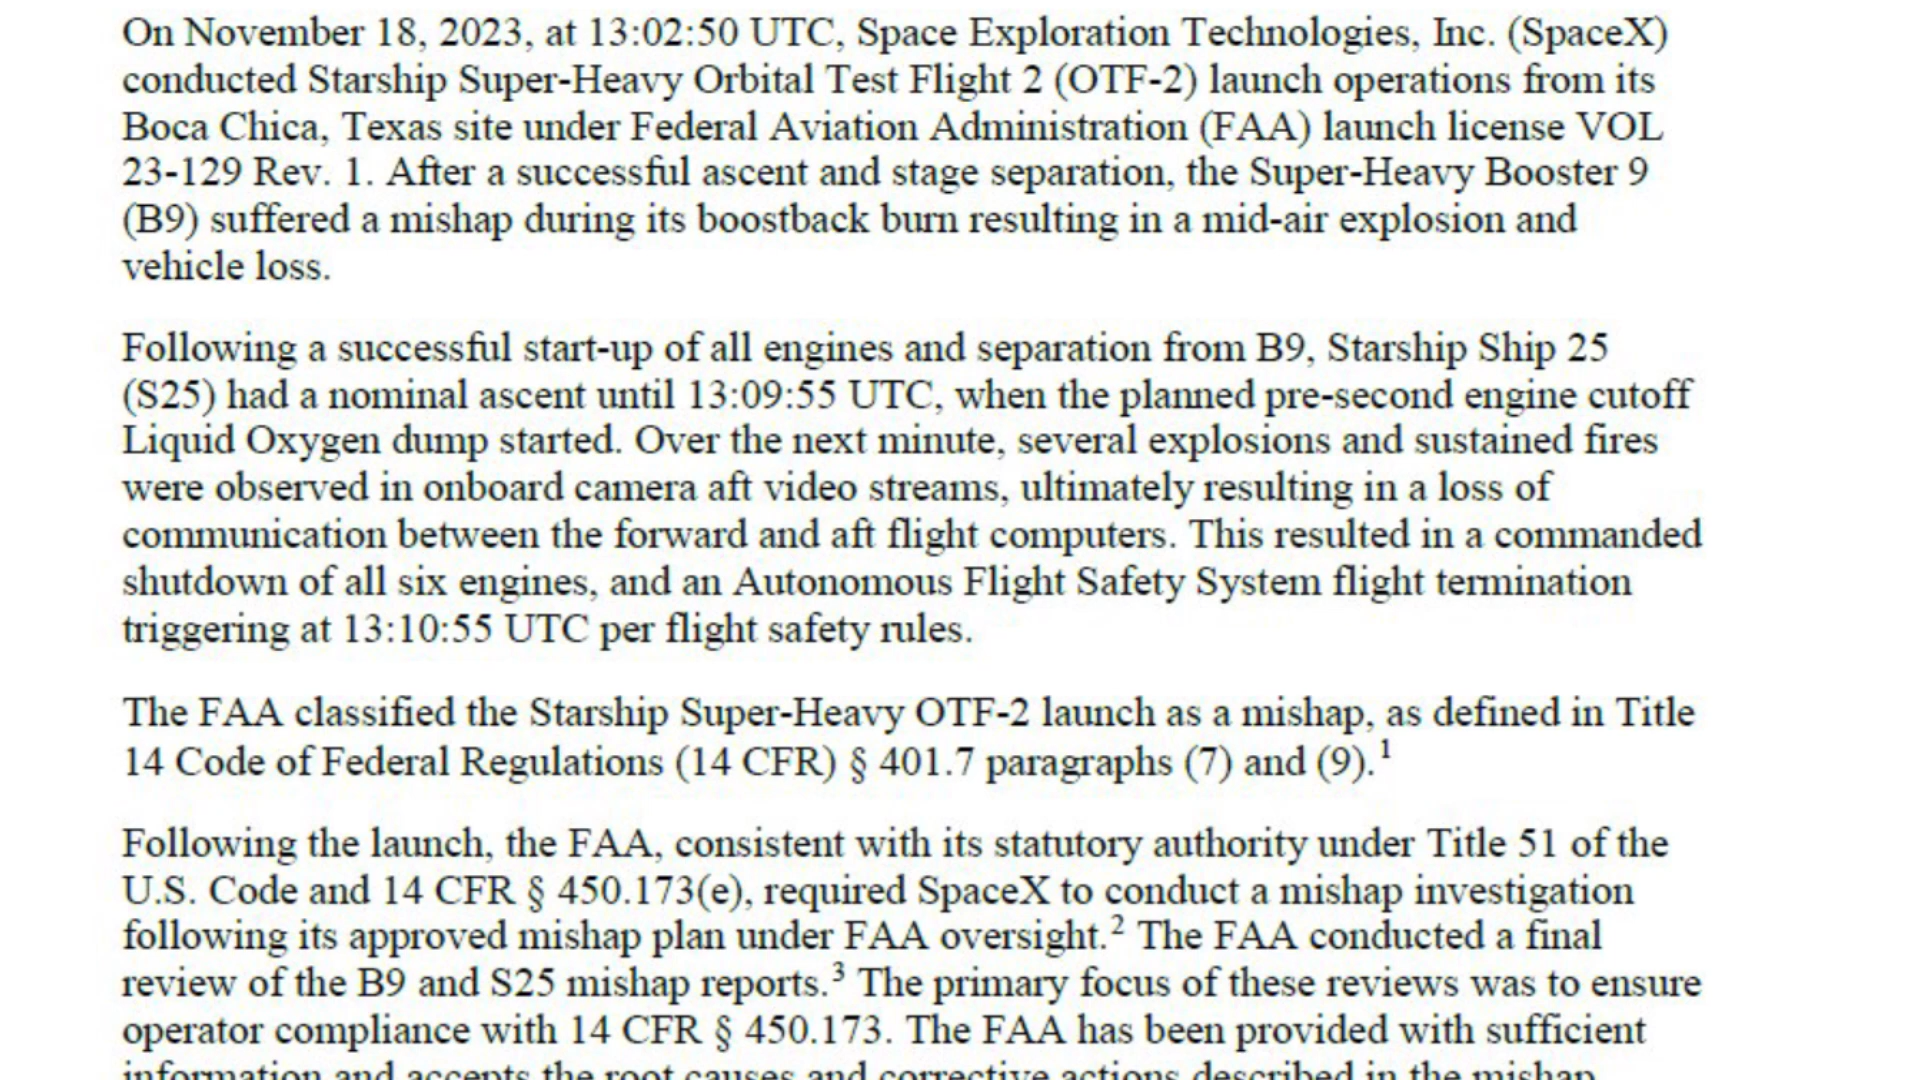 On November 18, 2023, at 13:02:50 UTC, Space Exploration Technologies, Inc. (SpaceX)
conducted Starship Super-Heavy Orbital Test Flight 2 (OTF-2) launch operations from its
Boca Chica, Texas site under Federal Aviation Administration (FAA) launch license VOL
23-129 Rev. 1. After a successful ascent and stage separation, the Super-Heavy Booster 9
(B9) suffered a mishap during its boostback burn resulting in a mid-air explosion and
vehicle loss.
Following a successful start-up of all engines and separation from B9, Starship Ship 25
(S25) had a nominal ascent until 13:09:55 UTC, when the planned pre-second engine cutoff
Liquid Oxygen dump started. Over the next minute, several explosions and sustained fires
were observed in onboard camera aft video streams, ultimately resulting in a loss of
communication between the forward and aft flight computers. This resulted in a commanded
shutdown of all six engines, and an Autonomous Flight Safety System flight termination
triggering at 13:10:55 UTC per flight safety rules.
The FAA classified the Starship Super-Heavy OTF-2 launch as a mishap, as defined in Title
14 Code of Federal Regulations (14 CFR) § 401.7 paragraphs (7) and (9).¹
Following the launch, the FAA, consistent with its statutory authority under Title 51 of the
U.S. Code and 14 CFR § 450.173(e), required SpaceX to conduct a mishap investigation
following its approved mishap plan under FAA oversight.² The FAA conducted a final
review of the B9 and S25 mishap reports.³ The primary focus of these reviews was to ensure
operator compliance with 14 CFR § 450.173. The FAA has been provided with sufficient
information and accepts the root causes and corrective actions described in the mishap